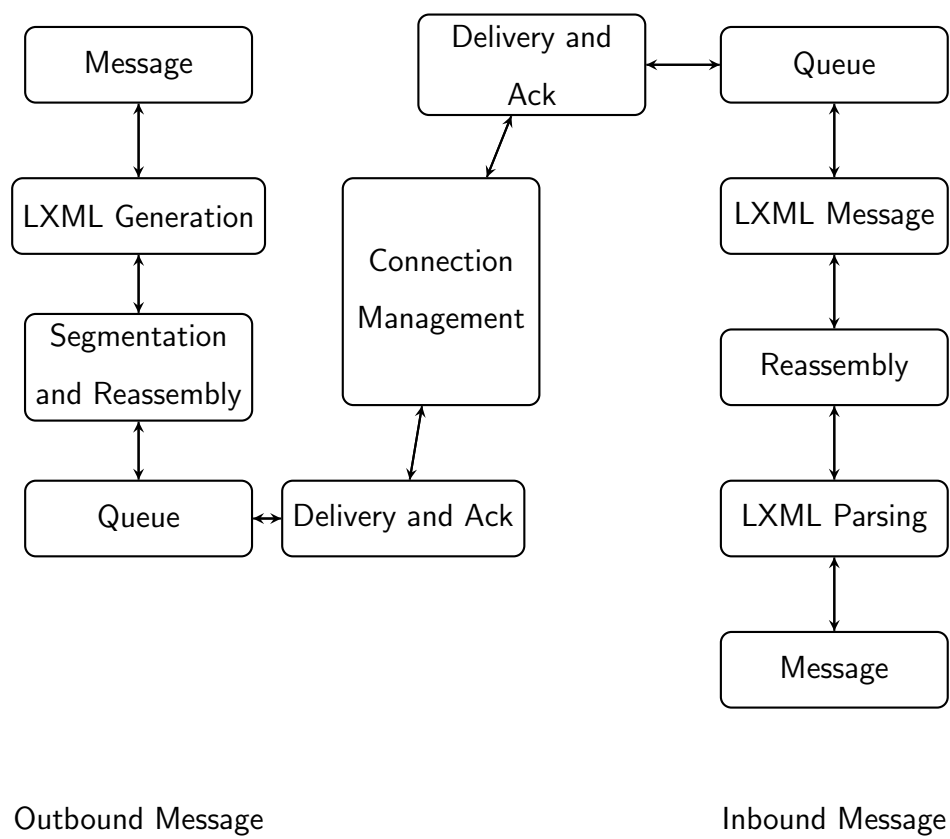 Message
LXML Generation
Segmentation
and Reassembly
Queue
Delivery and Ack
Connection
Management
Delivery and
Ack
Queue
LXML Message
Reassembly
LXML Parsing
Message
Outbound Message
Inbound Message